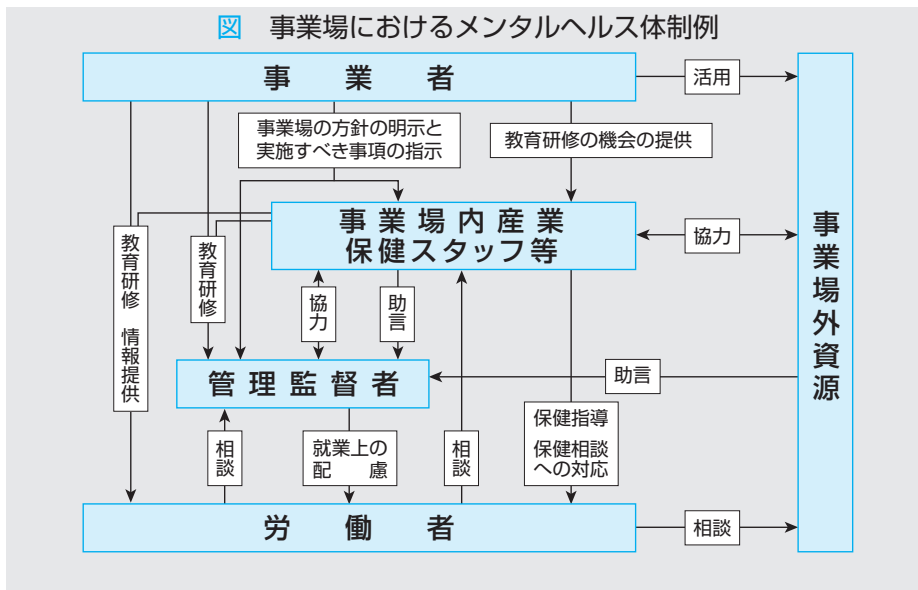 図 事業場におけるメンタルヘルス体制例
事業者
活用
事業場の方針の明示と
実施すべき事項の指示
教育研修の機会の提供
事業場内産業
保健スタッフ等
協力
事業場外資源
教育研修 情報提供
教育研修
協力
助言
管理監督者
助言
相談
就業上の
配慮
相談
保健指導
保健相談
への対応
労働者
相談